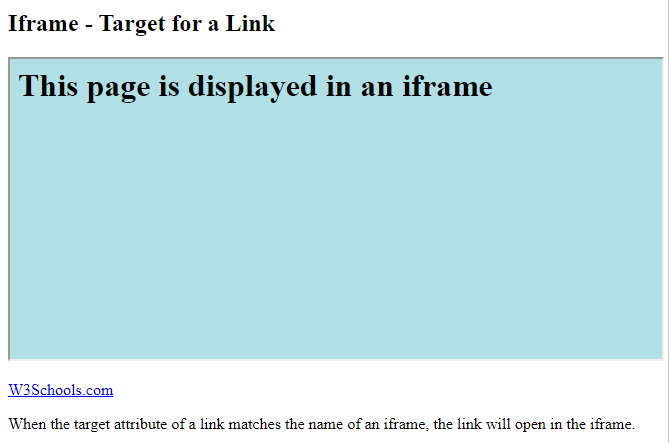 Iframe - Target for a Link
This page is displayed in an iframe
W3Schools.com
When the target attribute of a link matches the name of an iframe, the link will open in the iframe.